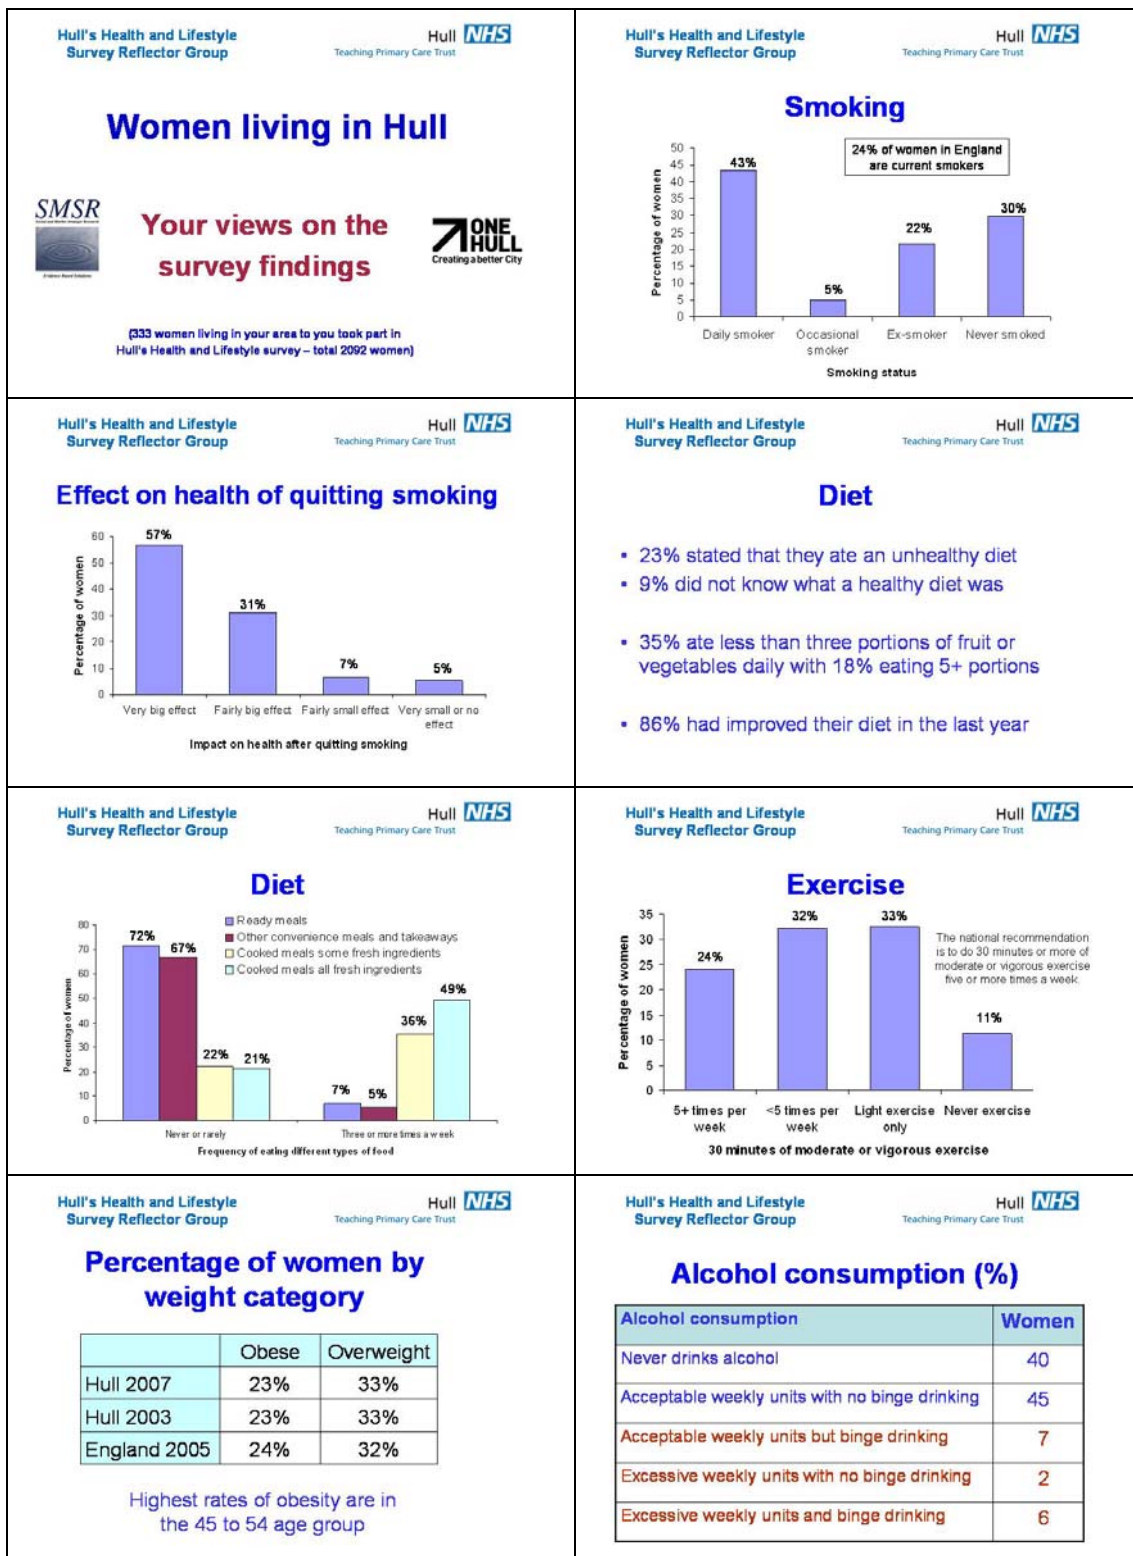 Hull's Health and Lifestyle
Survey Reflector Group
Hull NHS
Teaching Primary Care Trust
Women living in Hull
SMSR
Your views on the
survey findings
ONE
HULL
Creating a better City
(333 women living in your area to you took part in
Hull's Health and Lifestyle survey – total 2092 women)
Hull's Health and Lifestyle
Survey Reflector Group
Hull NHS
Teaching Primary Care Trust
Smoking
24% of women in England
are current smokers
Percentage of women
50
45
40
35
30
25
20
15
10
5
0
43%
5%
22%
30%
Daily smoker
Occasional
smoker
Ex-smoker
Never smoked
Smoking status
Hull's Health and Lifestyle
Survey Reflector Group
Hull NHS
Teaching Primary Care Trust
Effect on health of quitting smoking
Percentage of women
60
50
40
30
20
10
0
57%
31%
7%
5%
Very big effect
Fairly big effect
Fairly small effect
Very small or no
effect
Impact on health after quitting smoking
Hull's Health and Lifestyle
Survey Reflector Group
Hull NHS
Teaching Primary Care Trust
Diet
▪ 23% stated that they ate an unhealthy diet
▪ 9% did not know what a healthy diet was
▪ 35% ate less than three portions of fruit or
vegetables daily with 18% eating 5+ portions
▪ 86% had improved their diet in the last year
Hull's Health and Lifestyle
Survey Reflector Group
Hull NHS
Teaching Primary Care Trust
Diet
Ready meals
Other convenience meals and takeaways
Cooked meals some fresh ingredients
Cooked meals all fresh ingredients
Percentage of women
80
70
60
50
40
30
20
10
0
72%
67%
22%
21%
7%
5%
36%
49%
Never or rarely
Three or more times a week
Frequency of eating different types of food
Hull's Health and Lifestyle
Survey Reflector Group
Hull NHS
Teaching Primary Care Trust
Exercise
Percentage of women
35
30
25
20
15
10
5
0
24%
32%
33%
11%
The national recommendation
is to do 30 minutes or more of
moderate or vigorous exercise
five or more times a week
5+ times per
week
<5 times per
week
Light exercise
only
Never exercise
30 minutes of moderate or vigorous exercise
Hull's Health and Lifestyle
Survey Reflector Group
Hull NHS
Teaching Primary Care Trust
Percentage of women by
weight category
Obese Overweight
Hull 2007 23% 33%
Hull 2003 23% 33%
England 2005 24% 32%
Highest rates of obesity are in
the 45 to 54 age group
Hull's Health and Lifestyle
Survey Reflector Group
Hull NHS
Teaching Primary Care Trust
Alcohol consumption (%)
Alcohol consumption Women
Never drinks alcohol 40
Acceptable weekly units with no binge drinking 45
Acceptable weekly units but binge drinking 7
Excessive weekly units with no binge drinking 2
Excessive weekly units and binge drinking 6